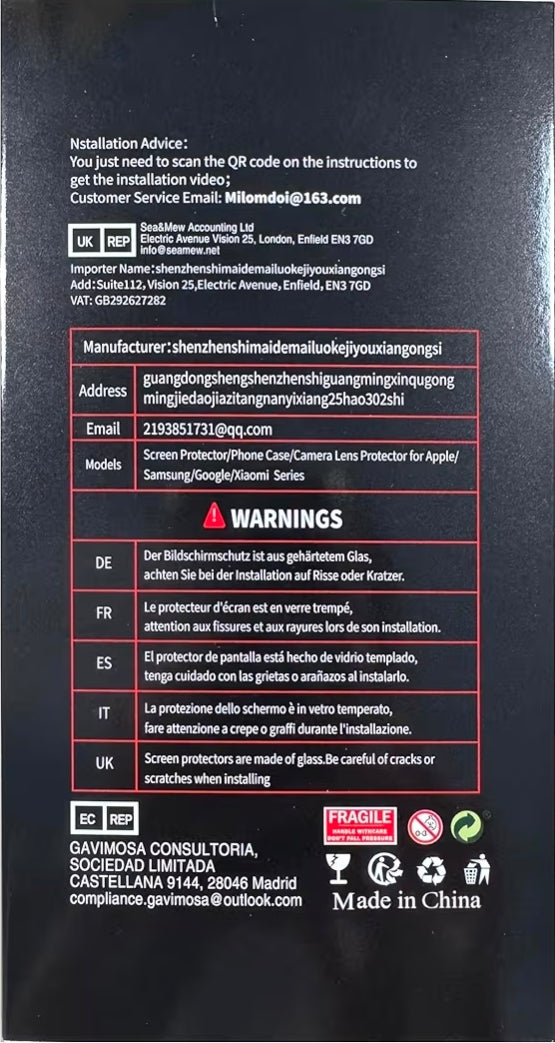 Nstallation Advice:
You just need to scan the QR code on the instructions to
get the installation video;
Customer Service Email: Milomdoi@163.com
UK REP
Sea&Mew Accounting Ltd
Electric Avenue Vision 25, London, Enfield EN3 7GD
info@seamew.net
Importer Name:shenzhenshimaidemailuokejiyouxiangongsi
Add:Suite112, Vision 25,Electric Avenue, Enfield, EN3 7GD
VAT: GB292627282
Manufacturer:shenzhenshimaidemailuokejiyouxiangongsi
Address
guangdongshengshenzhenshiguangmingxinqugong
mingjiedaojiazitangnanyixiang25hao302shi
Email
2193851731@qq.com
Models
Screen Protector/Phone Case/Camera Lens Protector for Apple/
Samsung/Google/Xiaomi Series
WARNINGS
DE
Der Bildschirmschutz ist aus gehärtetem Glas,
achten Sie bei der Installation auf Risse oder Kratzer.
FR
Le protecteur d'écran est en verre trempé,
attention aux fissures et aux rayures lors de son installation.
ES
El protector de pantalla está hecho de vidrio templado,
tenga cuidado con las grietas o arañazos al instalarlo.
IT
La protezione dello schermo è in vetro temperato,
fare attenzione a crepe o graffi durante l'installazione.
UK
Screen protectors are made of glass.Be careful of cracks or
scratches when installing
EC REP
GAVIMOSA CONSULTORIA,
SOCIEDAD LIMITADA
CASTELLANA 9144, 28046 Madrid
compliance.gavimosa@outlook.com
FRAGILE
HANDLE WITHCARE
DON'T FALL PRESSURE
0-3
Made in China